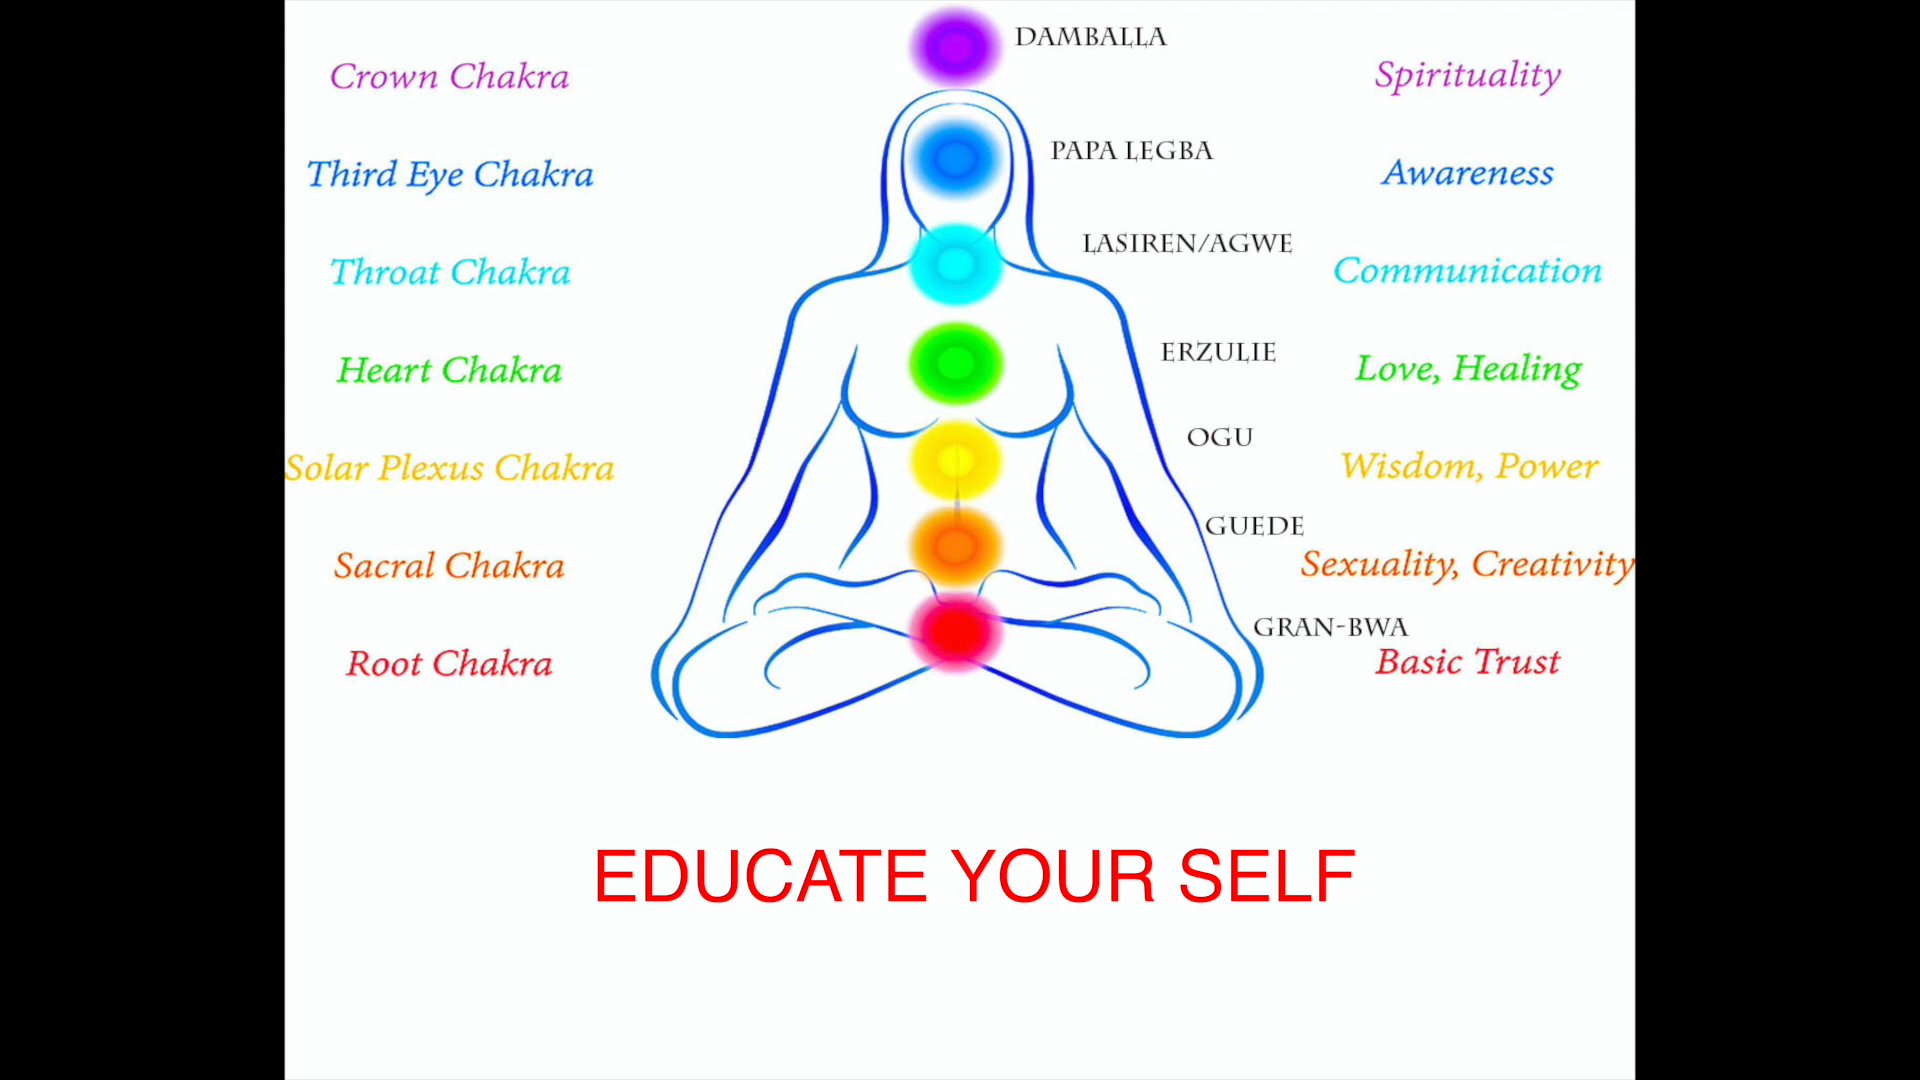 DAMBALLA
Crown Chakra
Spirituality
PAPA LEGBA
Third Eye Chakra
Awareness
LASIREN/AGWE
Throat Chakra
Communication
ERZULIE
Heart Chakra
Love, Healing
OGU
Solar Plexus Chakra
Wisdom, Power
GUEDE
Sacral Chakra
Sexuality, Creativity
GRAN-BWA
Root Chakra
Basic Trust
EDUCATE YOUR SELF